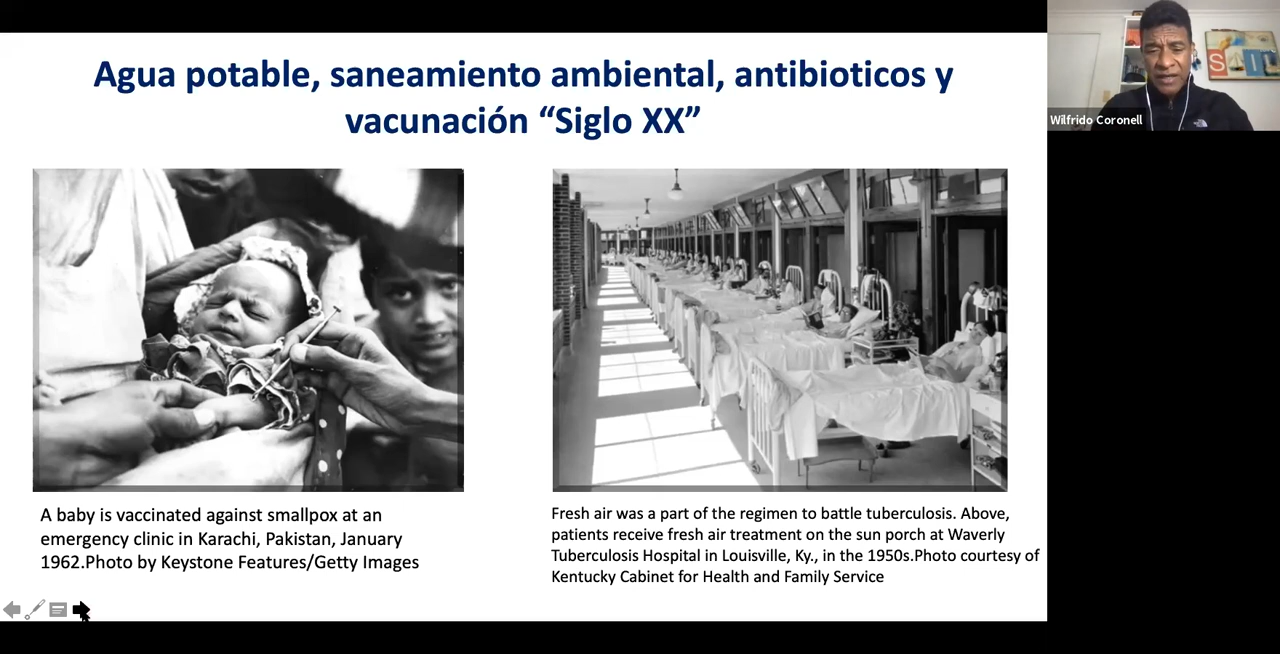 Agua potable, saneamiento ambiental, antibioticos y
vacunación “Siglo XX”
Wilfrido Coronell
A baby is vaccinated against smallpox at an
emergency clinic in Karachi, Pakistan, January
1962.Photo by Keystone Features/Getty Images
Fresh air was a part of the regimen to battle tuberculosis. Above,
patients receive fresh air treatment on the sun porch at Waverly
Tuberculosis Hospital in Louisville, Ky., in the 1950s.Photo courtesy of
Kentucky Cabinet for Health and Family Service